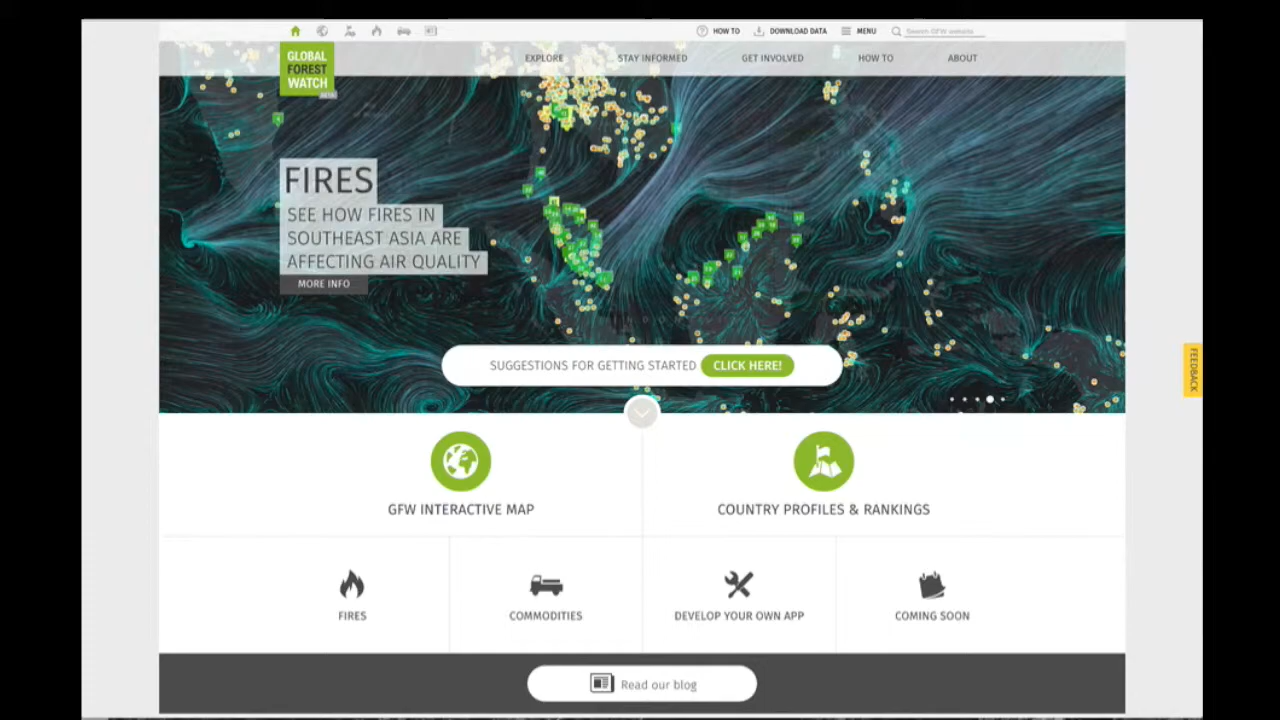 HOW TO
DOWNLOAD DATA
MENU
Search GFW website
GLOBAL
FOREST
WATCH
BETA
EXPLORE
STAY INFORMED
GET INVOLVED
HOW TO
ABOUT
FIRES
SEE HOW FIRES IN
SOUTHEAST ASIA ARE
AFFECTING AIR QUALITY
MORE INFO
SUGGESTIONS FOR GETTING STARTED CLICK HERE!
FEEDBACK
GFW INTERACTIVE MAP
COUNTRY PROFILES & RANKINGS
FIRES
COMMODITIES
DEVELOP YOUR OWN APP
COMING SOON
Read our blog